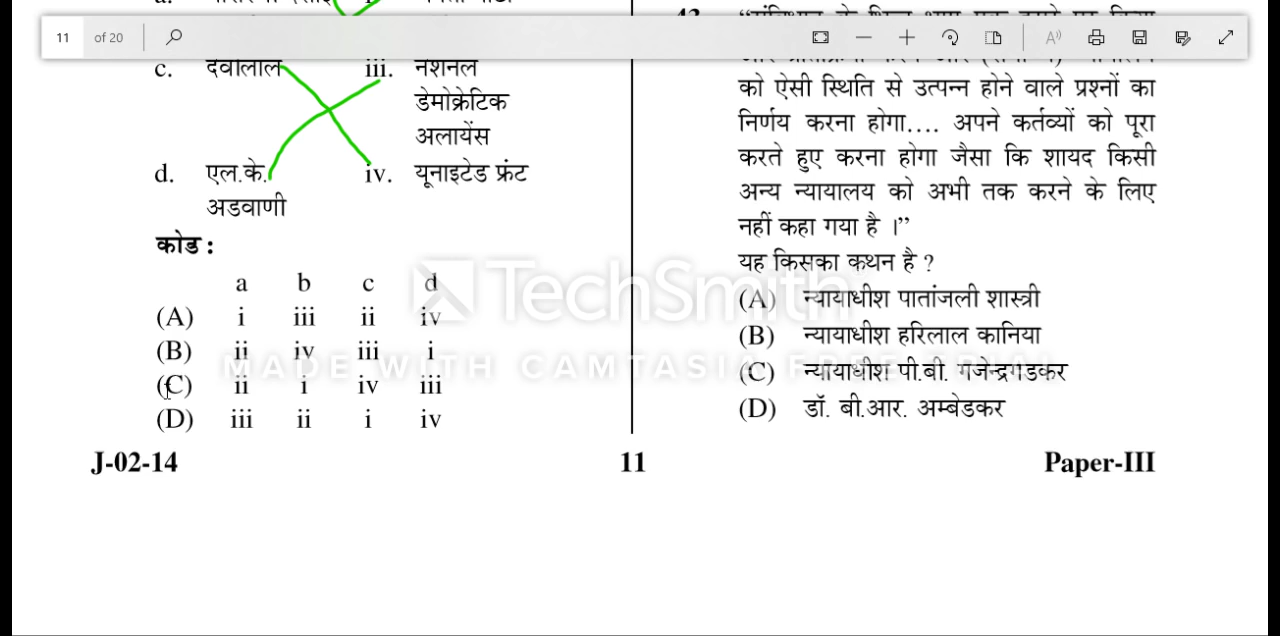 11 of 20
c. देवीलाल iii. नेशनल
डेमोक्रेटिक
अलायेंस
d. एल.के. iv. यूनाइटेड फ्रंट
अडवाणी
कोड :
a b c d
(A) i iii ii iv
(B) ii iv iii i
(C) ii i iv iii
(D) iii ii i iv
को ऐसी स्थिति से उत्पन्न होने वाले प्रश्नों का
निर्णय करना होगा.... अपने कर्तव्यों को पूरा
करते हुए करना होगा जैसा कि शायद किसी
अन्य न्यायालय को अभी तक करने के लिए
नहीं कहा गया है ।”
यह किसका कथन है ?
(A) न्यायाधीश पातांजली शास्त्री
(B) न्यायाधीश हरिलाल कानिया
(C) न्यायाधीश पी.बी. गजेन्द्रगडकर
(D) डॉ. बी.आर. अम्बेडकर
TechSmith
MADE WITH CAMTASIA FREE TRIAL
J-02-14 11 Paper-III